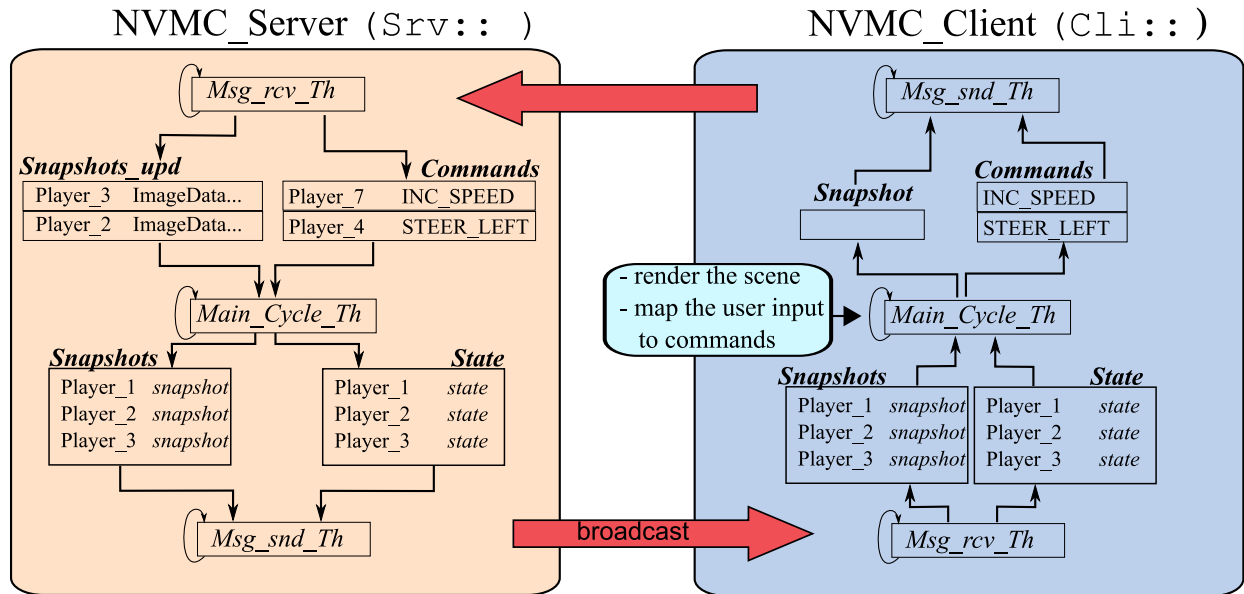 NVMC_Server (Srv:: )
Msg_rcv_Th
Snapshots_upd
Player_3 ImageData...
Player_2 ImageData...
Commands
Player_7 INC_SPEED
Player_4 STEER_LEFT
Main_Cycle_Th
Snapshots
Player_1 snapshot
Player_2 snapshot
Player_3 snapshot
State
Player_1 state
Player_2 state
Player_3 state
Msg_snd_Th
broadcast
- render the scene
- map the user input
to commands
NVMC_Client (Cli:: )
Msg_snd_Th
Snapshot
Commands
INC_SPEED
STEER_LEFT
Main_Cycle_Th
Snapshots
Player_1 snapshot
Player_2 snapshot
Player_3 snapshot
State
Player_1 state
Player_2 state
Player_3 state
Msg_rcv_Th